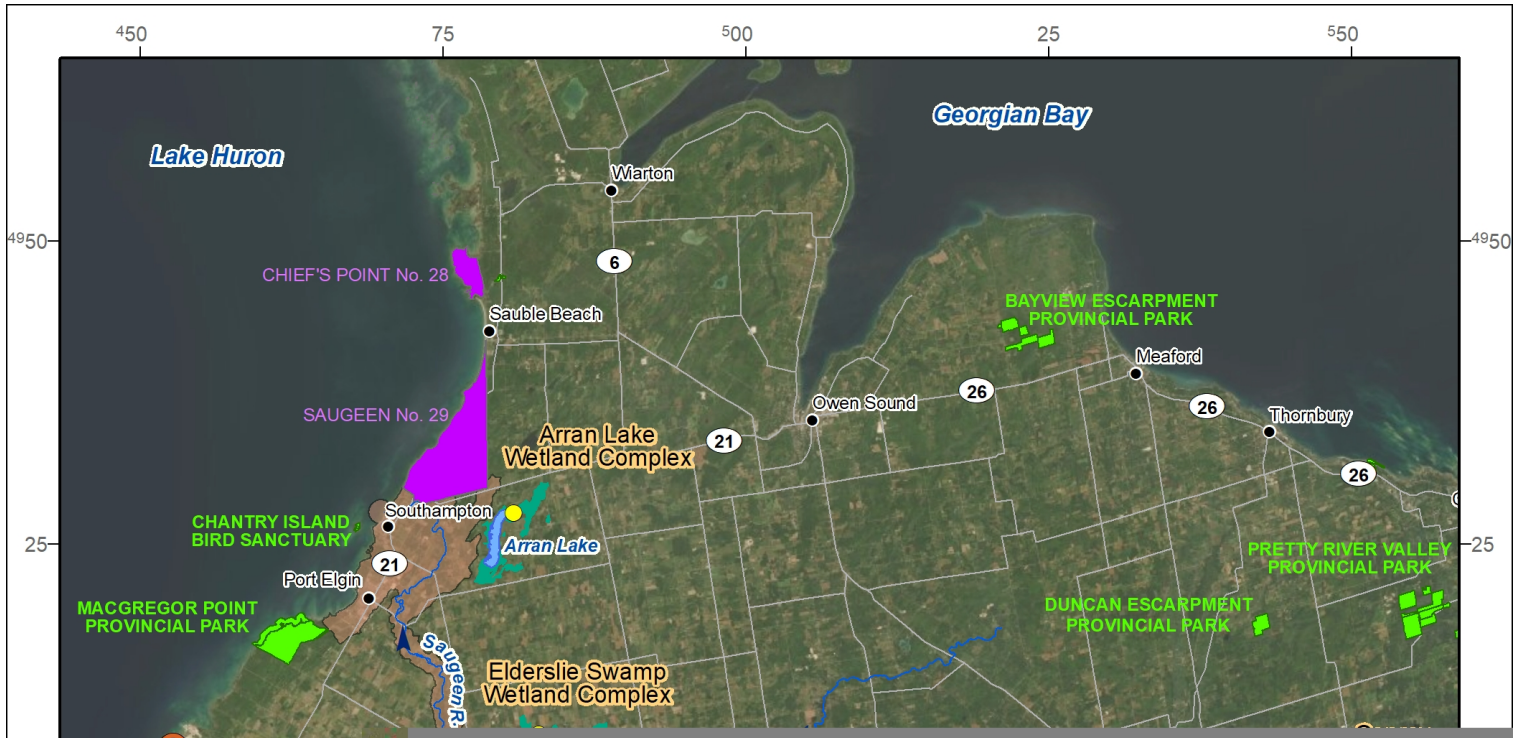 450 75 500 25 550
Georgian Bay
Lake Huron
Wiarton
4950 4950
6
CHIEF'S POINT No. 28
BAYVIEW ESCARPMENT
PROVINCIAL PARK
Sauble Beach
Meaford
26
26
Owen Sound
SAUGEEN No. 29
Thornbury
21
Arran Lake
Wetland Complex
26
Southampton
CHANTRY ISLAND
BIRD SANCTUARY
25 25
Arran Lake
21
PRETTY RIVER VALLEY
PROVINCIAL PARK
Port Elgin
MACGREGOR POINT
PROVINCIAL PARK
DUNCAN ESCARPMENT
PROVINCIAL PARK
Saugeen R.
Elderslie Swamp
Wetland Complex